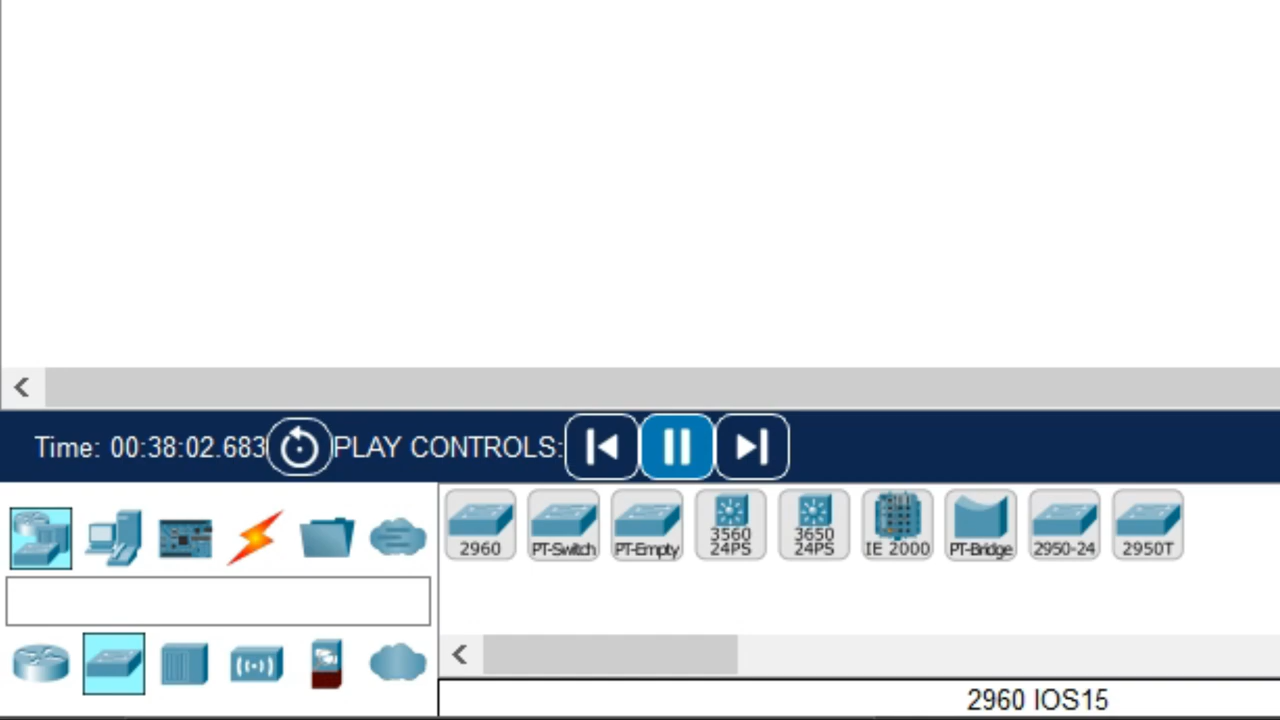 Time: 00:38:02.683 PLAY CONTROLS:
2960 PT-Switch PT-Empty 3560 24PS 3650 24PS IE 2000 PT-Bridge 2950-24 2950T
2960 IOS15